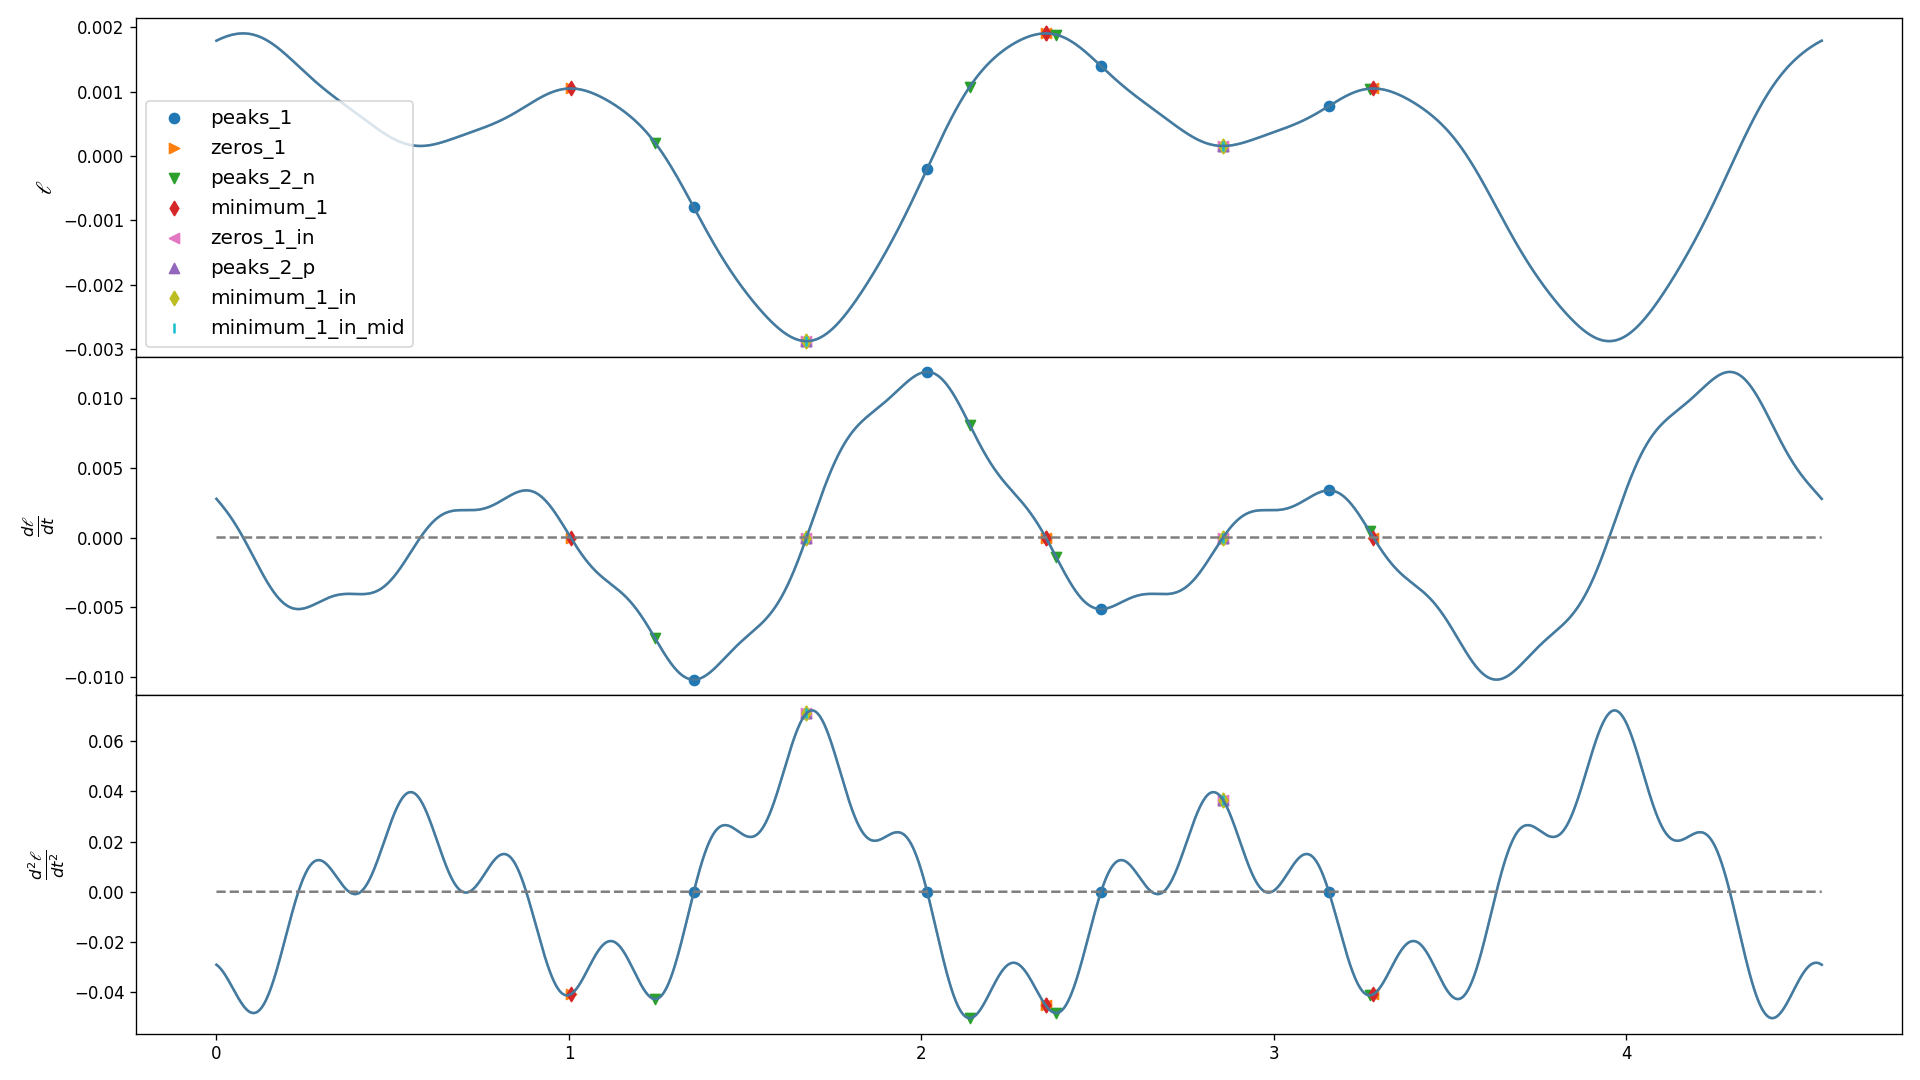 0.002
0.001
0.000
−0.001
−0.002
−0.003
ℓ
peaks_1
zeros_1
peaks_2_n
minimum_1
zeros_1_in
peaks_2_p
minimum_1_in
minimum_1_in_mid
0.010
0.005
0.000
−0.005
−0.010
dℓ
dt
0.06
0.04
0.02
0.00
−0.02
−0.04
d²ℓ
dt²
0 1 2 3 4